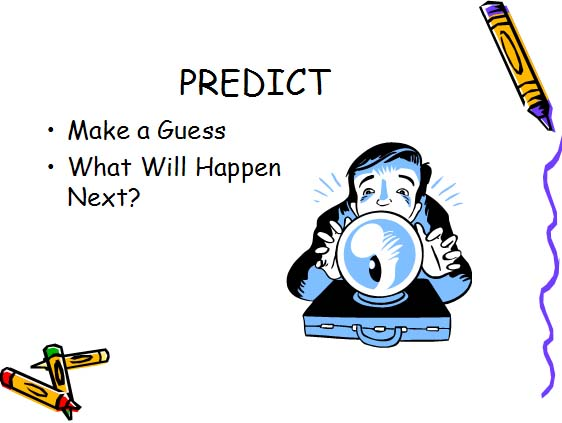 PREDICT
• Make a Guess
• What Will Happen
Next?